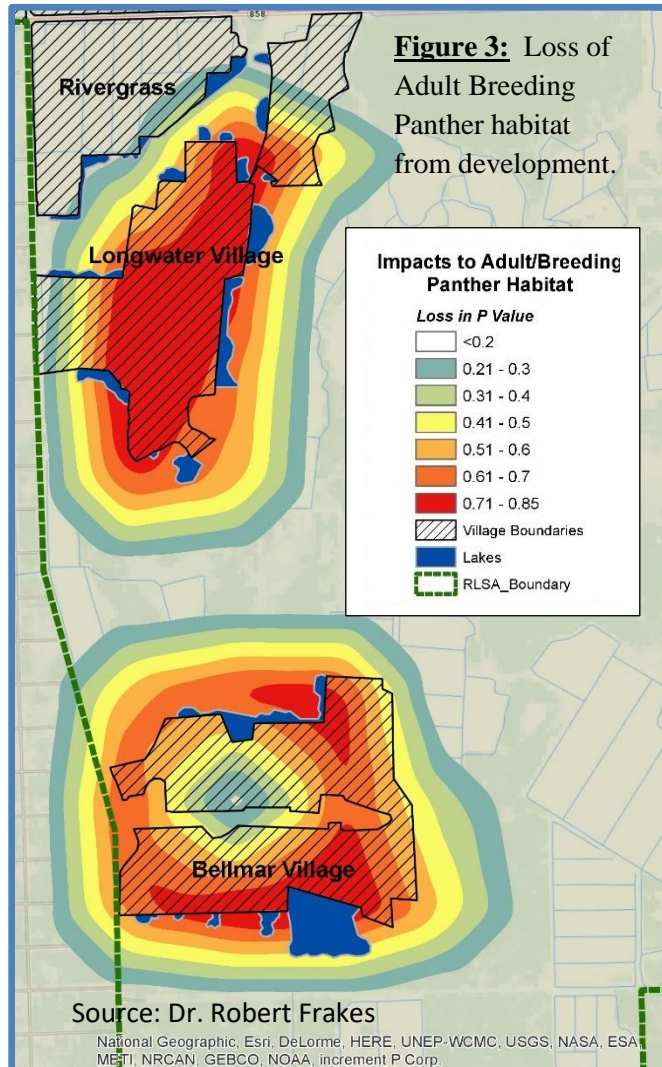 858
Figure 3: Loss of
Adult Breeding
Panther habitat
from development.
Rivergrass
Longwater Village
Impacts to Adult/Breeding
Panther Habitat
Loss in P Value
<0.2
0.21 - 0.3
0.31 - 0.4
0.41 - 0.5
0.51 - 0.6
0.61 - 0.7
0.71 - 0.85
Village Boundaries
Lakes
RLSA_Boundary
Bellmar Village
Source: Dr. Robert Frakes
National Geographic, Esri, DeLorme, HERE, UNEP-WCMC, USGS, NASA, ESA,
METI, NRCAN, GEBCO, NOAA, increment P Corp.